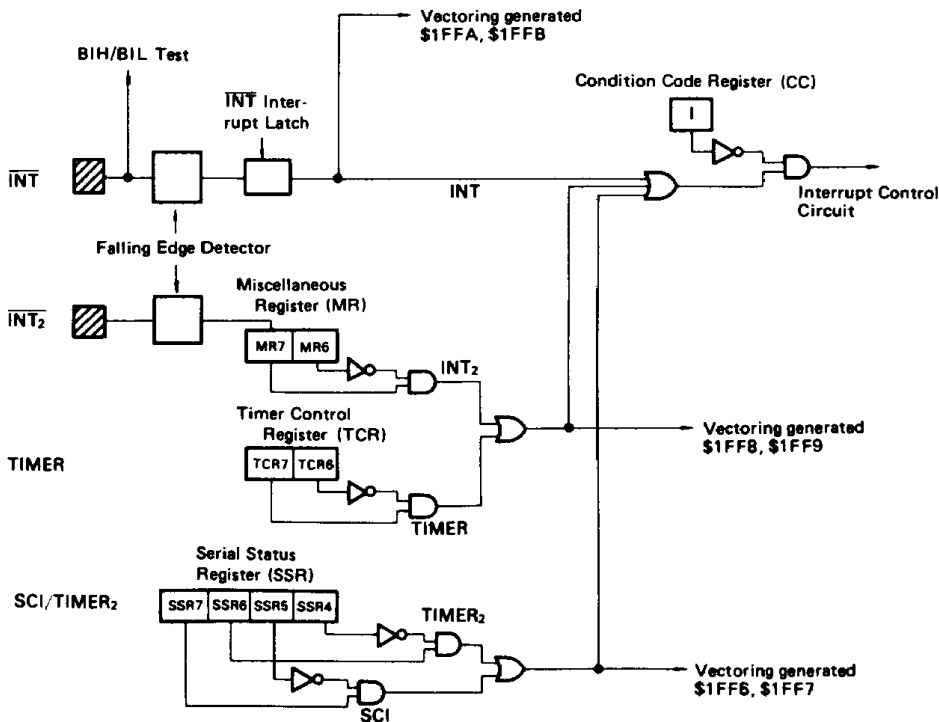 Vectoring generated
$1FFA, $1FFB
BIH/BIL Test
Condition Code Register (CC)
INT Inter-
rupt Latch
I
INT
INT
Interrupt Control
Circuit
Falling Edge Detector
Miscellaneous
Register (MR)
INT2
MR7 MR6
INT2
Timer Control
Register (TCR)
Vectoring generated
$1FF8, $1FF9
TIMER
TCR7 TCR6
TIMER
Serial Status
Register (SSR)
SCI/TIMER2
SSR7 SSR6 SSR5 SSR4
TIMER2
Vectoring generated
$1FF6, $1FF7
SCI